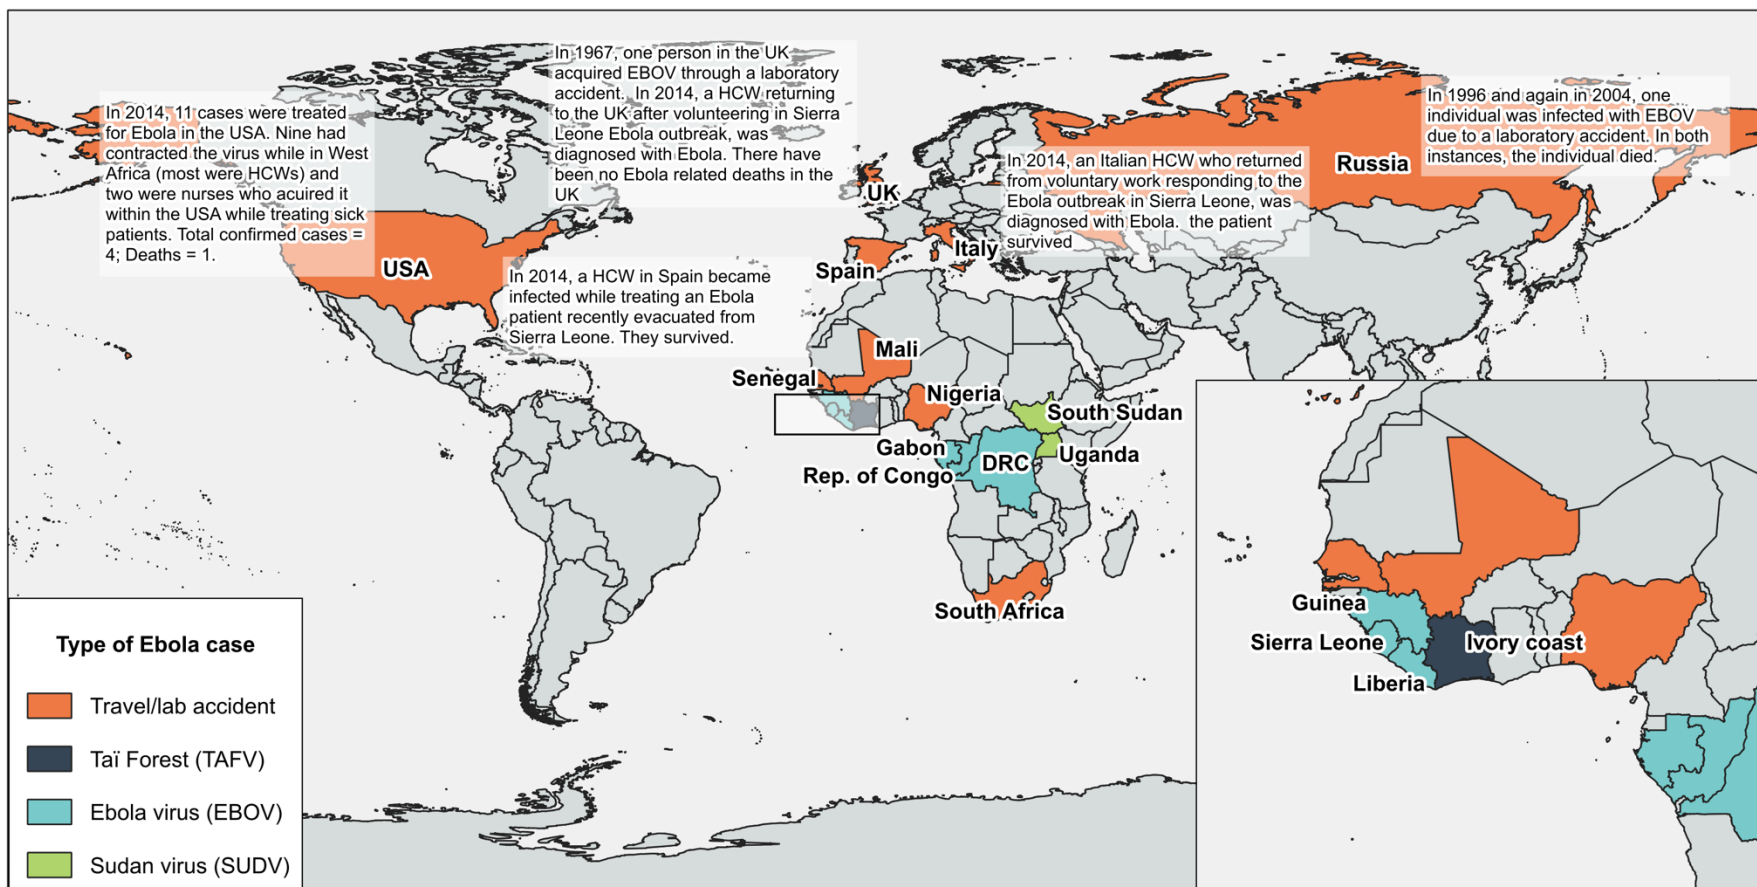 In 2014, 11 cases were treated
for Ebola in the USA. Nine had
contracted the virus while in West
Africa (most were HCWs) and
two were nurses who acuired it
within the USA while treating sick
patients. Total confirmed cases =
4; Deaths = 1.
In 1967, one person in the UK
acquired EBOV through a laboratory
accident.  In 2014, a HCW returning
to the UK after volunteering in Sierra
Leone Ebola outbreak, was
diagnosed with Ebola. There have
been no Ebola related deaths in the
UK
In 2014, an Italian HCW who returned
from voluntary work responding to the
Ebola outbreak in Sierra Leone, was
diagnosed with Ebola.  the patient
survived
In 1996 and again in 2004, one
individual was infected with EBOV
due to a laboratory accident. In both
instances, the individual died.
In 2014, a HCW in Spain became
infected while treating an Ebola
patient recently evacuated from
Sierra Leone. They survived.
Russia
UK
USA
Italy
Spain
Mali
Senegal
Nigeria
South Sudan
Gabon
DRC
Uganda
Rep. of Congo
South Africa
Guinea
Sierra Leone
Ivory coast
Liberia
Type of Ebola case
Travel/lab accident
Taï Forest (TAFV)
Ebola virus (EBOV)
Sudan virus (SUDV)